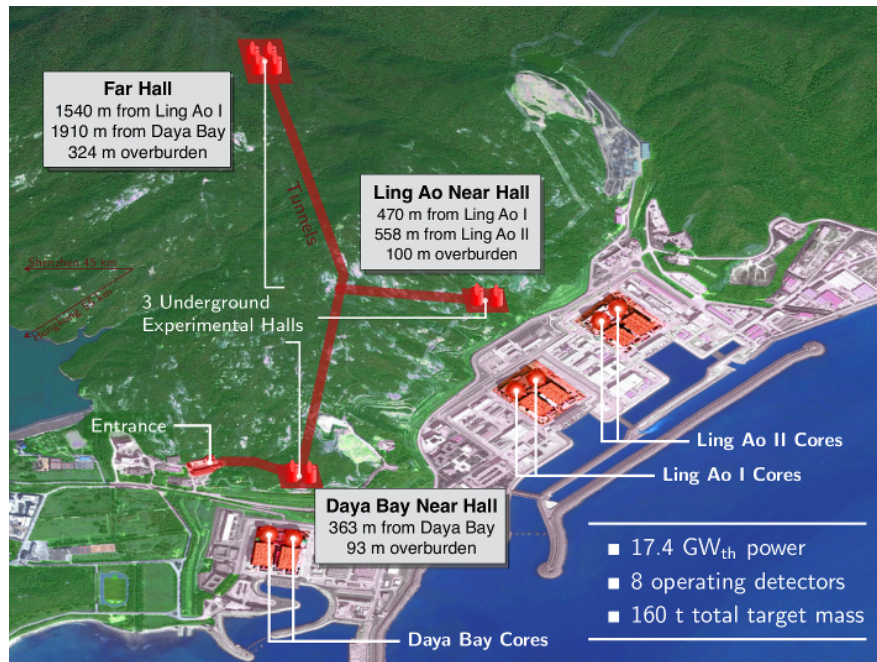 Far Hall
1540 m from Ling Ao I
1910 m from Daya Bay
324 m overburden
Tunnels
Ling Ao Near Hall
470 m from Ling Ao I
558 m from Ling Ao II
100 m overburden
Shenzhen 45 km
Hongkong 55 km
3 Underground
Experimental Halls
Entrance
Ling Ao II Cores
Ling Ao I Cores
Daya Bay Near Hall
363 m from Daya Bay
93 m overburden
Daya Bay Cores
■ 17.4 GWth power
■ 8 operating detectors
■ 160 t total target mass